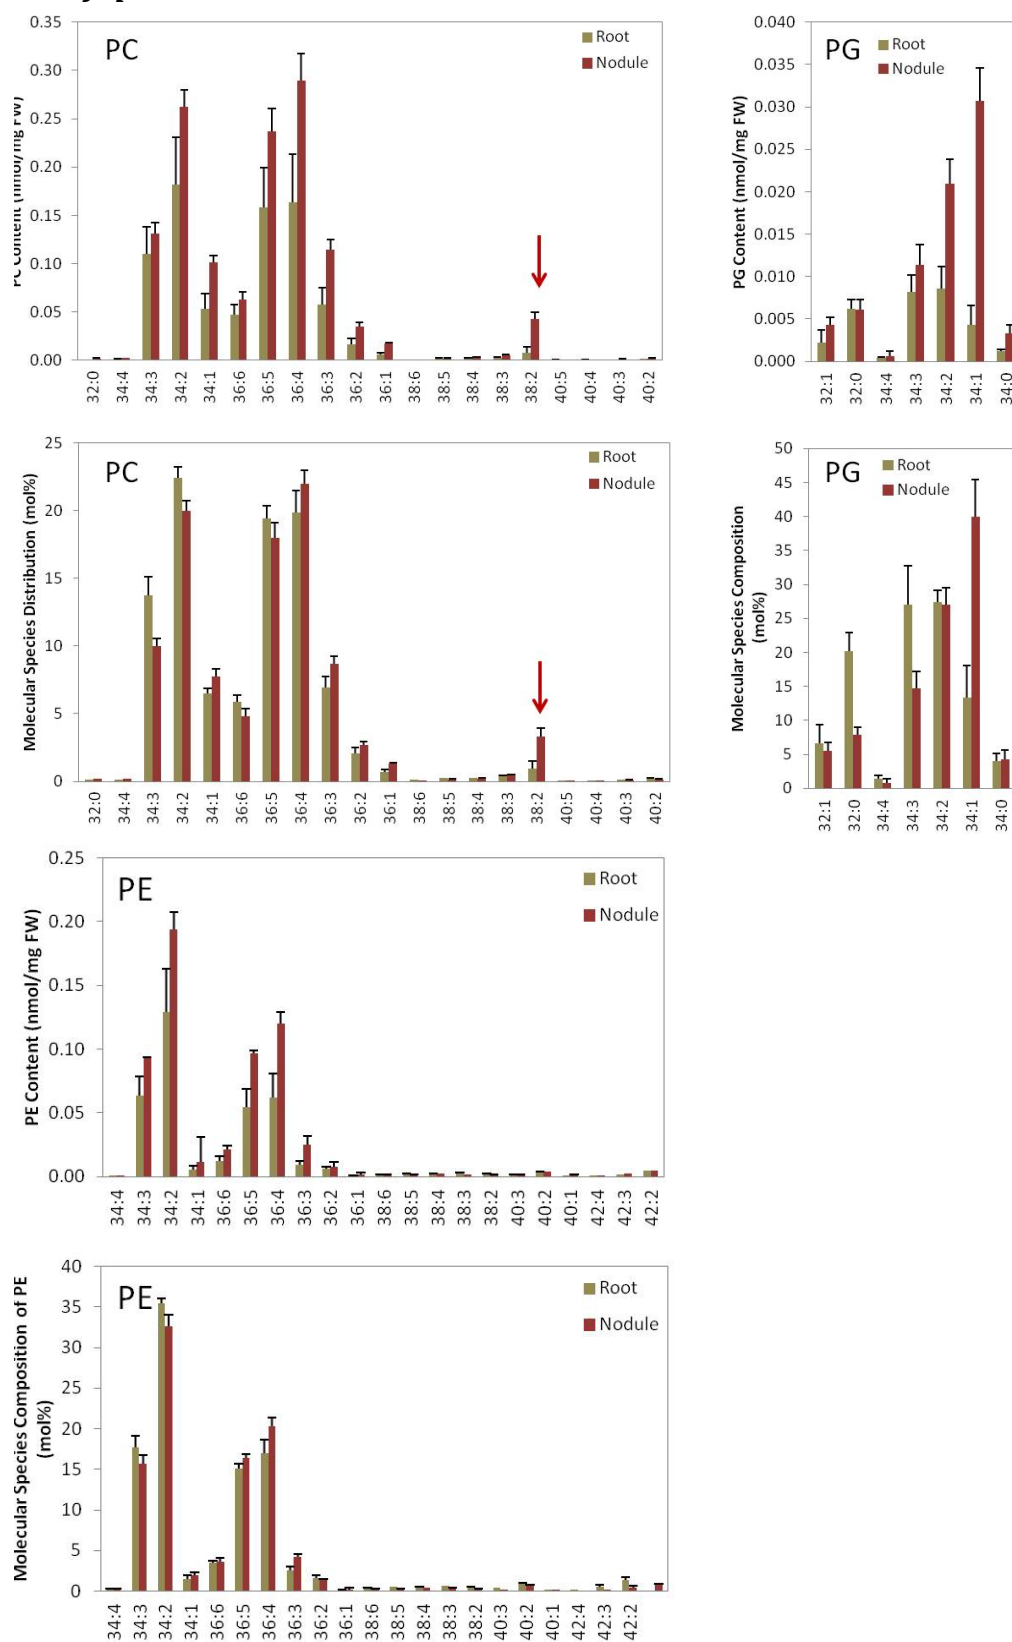 PC
Root
Nodule
PC Content (nmol/mg FW)
0.35
0.30
0.25
0.20
0.15
0.10
0.05
0.00
32:0 34:4 34:3 34:2 34:1 36:6 36:5 36:4 36:3 36:2 36:1 38:6 38:5 38:4 38:3 38:2 40:5 40:4 40:3 40:2
PG
Root
Nodule
PG Content (nmol/mg FW)
0.040
0.035
0.030
0.025
0.020
0.015
0.010
0.005
0.000
32:1 32:0 34:4 34:3 34:2 34:1 34:0
PC
Root
Nodule
Molecular Species Distribution (mol%)
25
20
15
10
5
0
32:0 34:4 34:3 34:2 34:1 36:6 36:5 36:4 36:3 36:2 36:1 38:6 38:5 38:4 38:3 38:2 40:5 40:4 40:3 40:2
PG
Root
Nodule
Molecular Species Composition
(mol%)
50
45
40
35
30
25
20
15
10
5
0
32:1 32:0 34:4 34:3 34:2 34:1 34:0
PE
Root
Nodule
PE Content (nmol/mg FW)
0.25
0.20
0.15
0.10
0.05
0.00
34:4 34:3 34:2 34:1 36:6 36:5 36:4 36:3 36:2 36:1 38:6 38:5 38:4 38:3 38:2 40:3 40:2 40:1 42:4 42:3 42:2
PE
Root
Nodule
Molecular Species Composition of PE
(mol%)
40
35
30
25
20
15
10
5
0
34:4 34:3 34:2 34:1 36:6 36:5 36:4 36:3 36:2 36:1 38:6 38:5 38:4 38:3 38:2 40:3 40:2 40:1 42:4 42:3 42:2